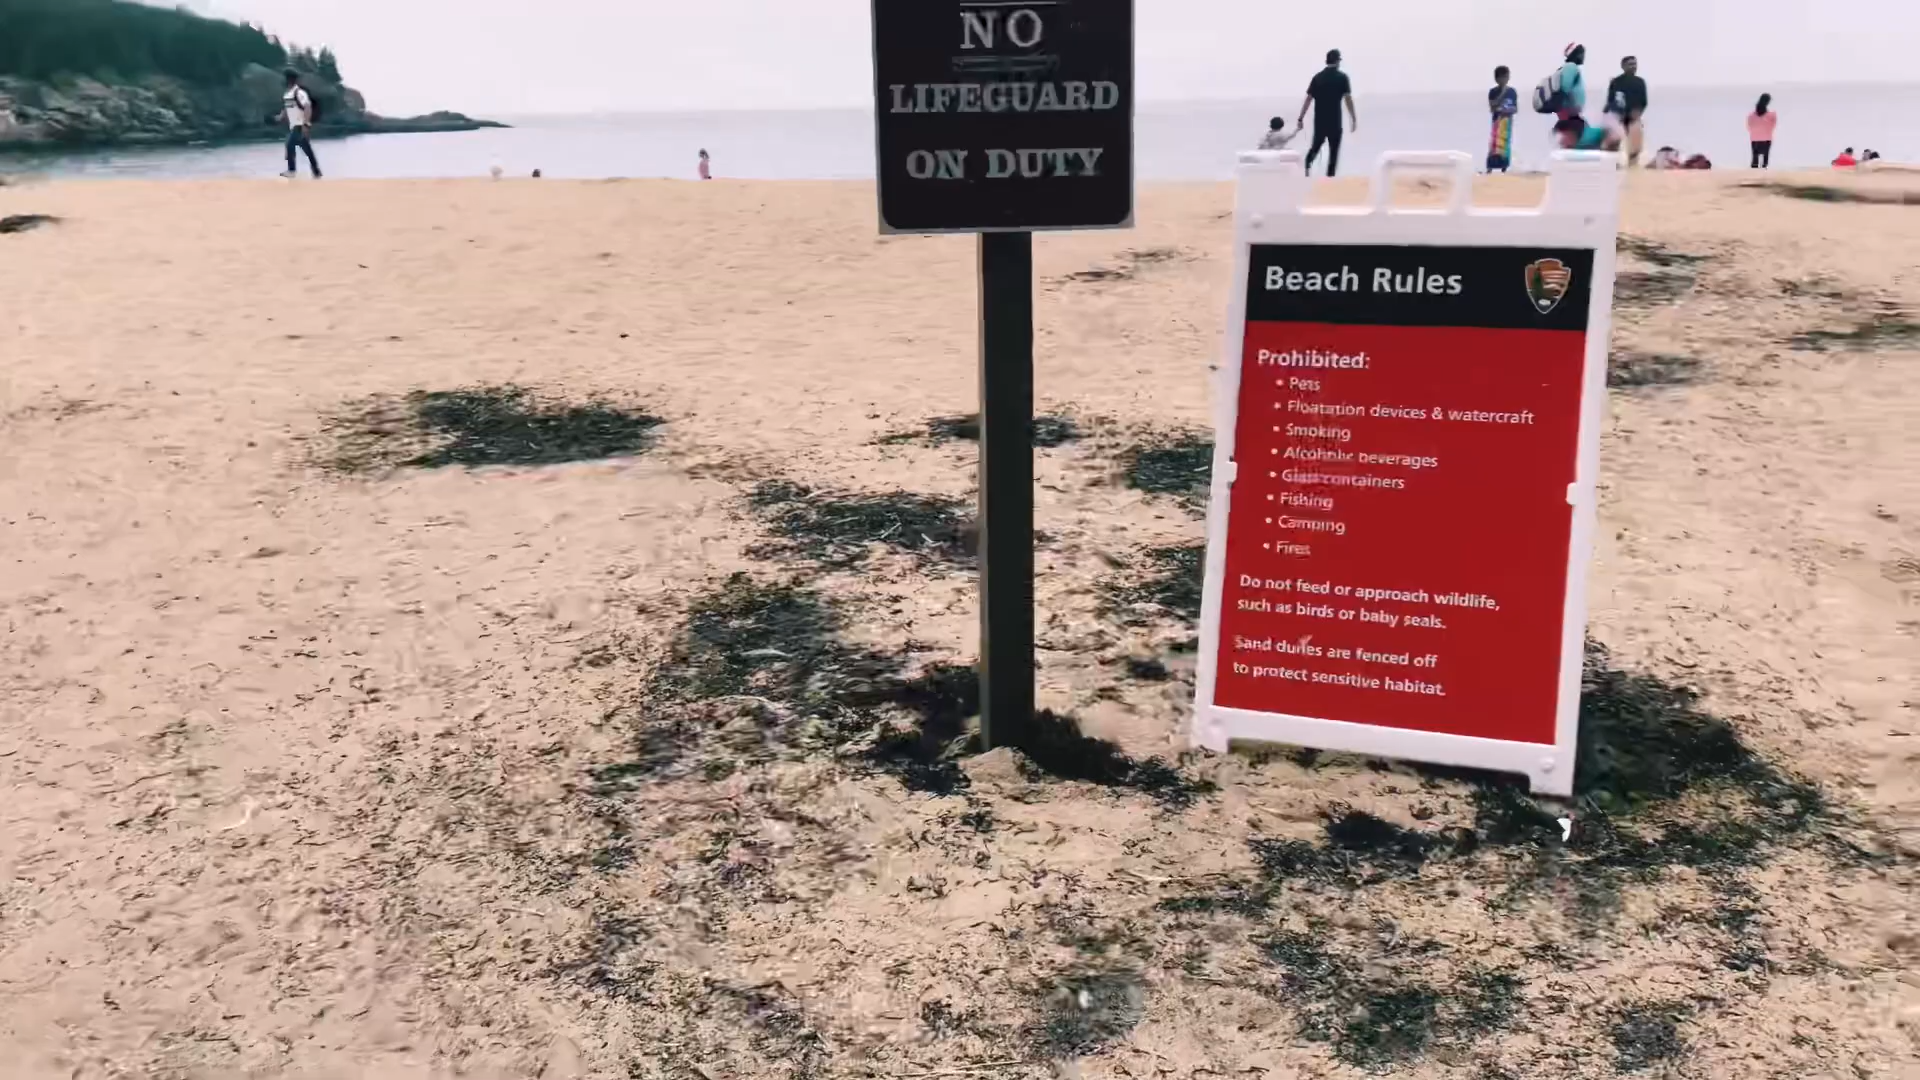 NO
LIFEGUARD
ON DUTY
Beach Rules
Prohibited:
• Pets
• Floatation devices & watercraft
• Smoking
• Alcoholic beverages
• Glass containers
• Fishing
• Camping
• Fires
Do not feed or approach wildlife,
such as birds or baby seals.
Sand dunes are fenced off
to protect sensitive habitat.